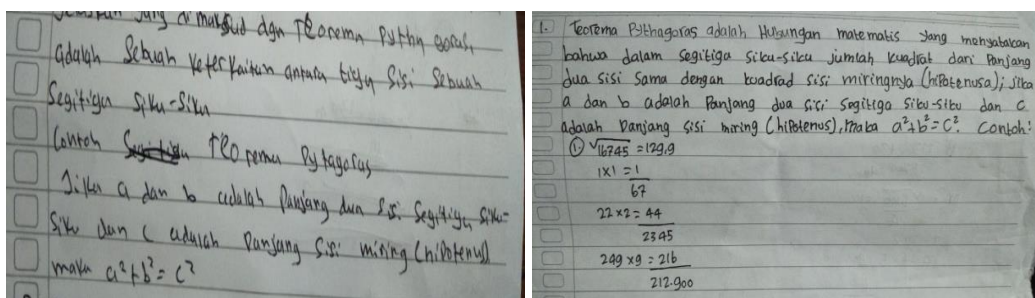 yang di maksud dgn Teorema Pythagoras,
adalah Sebuah keterkaitan antara tiga Sisi Sebuah
Segitiga Siku-Siku
Contoh Teorema Pytagoras
Jika a dan b adalah Panjang dua Sisi Segitiga Siku-
Siku dan C adalah Panjang Sisi miring (hipotenus)
maka a²+b²=c²
1. Teorema Pythagoras adalah Hubungan matematis yang menyatakan
bahwa dalam segitiga siku-siku jumlah kuadrat dari Panjang
dua sisi sama dengan kuadrad sisi miringnya (hipotenusa); jika
a dan b adalah Panjang dua sisi segitiga siku-siku dan c
adalah Panjang sisi miring (hipotenus), maka a²+b²=c². Contoh:
① √16745 = 129,9
1x1 = 1
67
22 x2 = 44
2345
249 x9 = 216
212.900